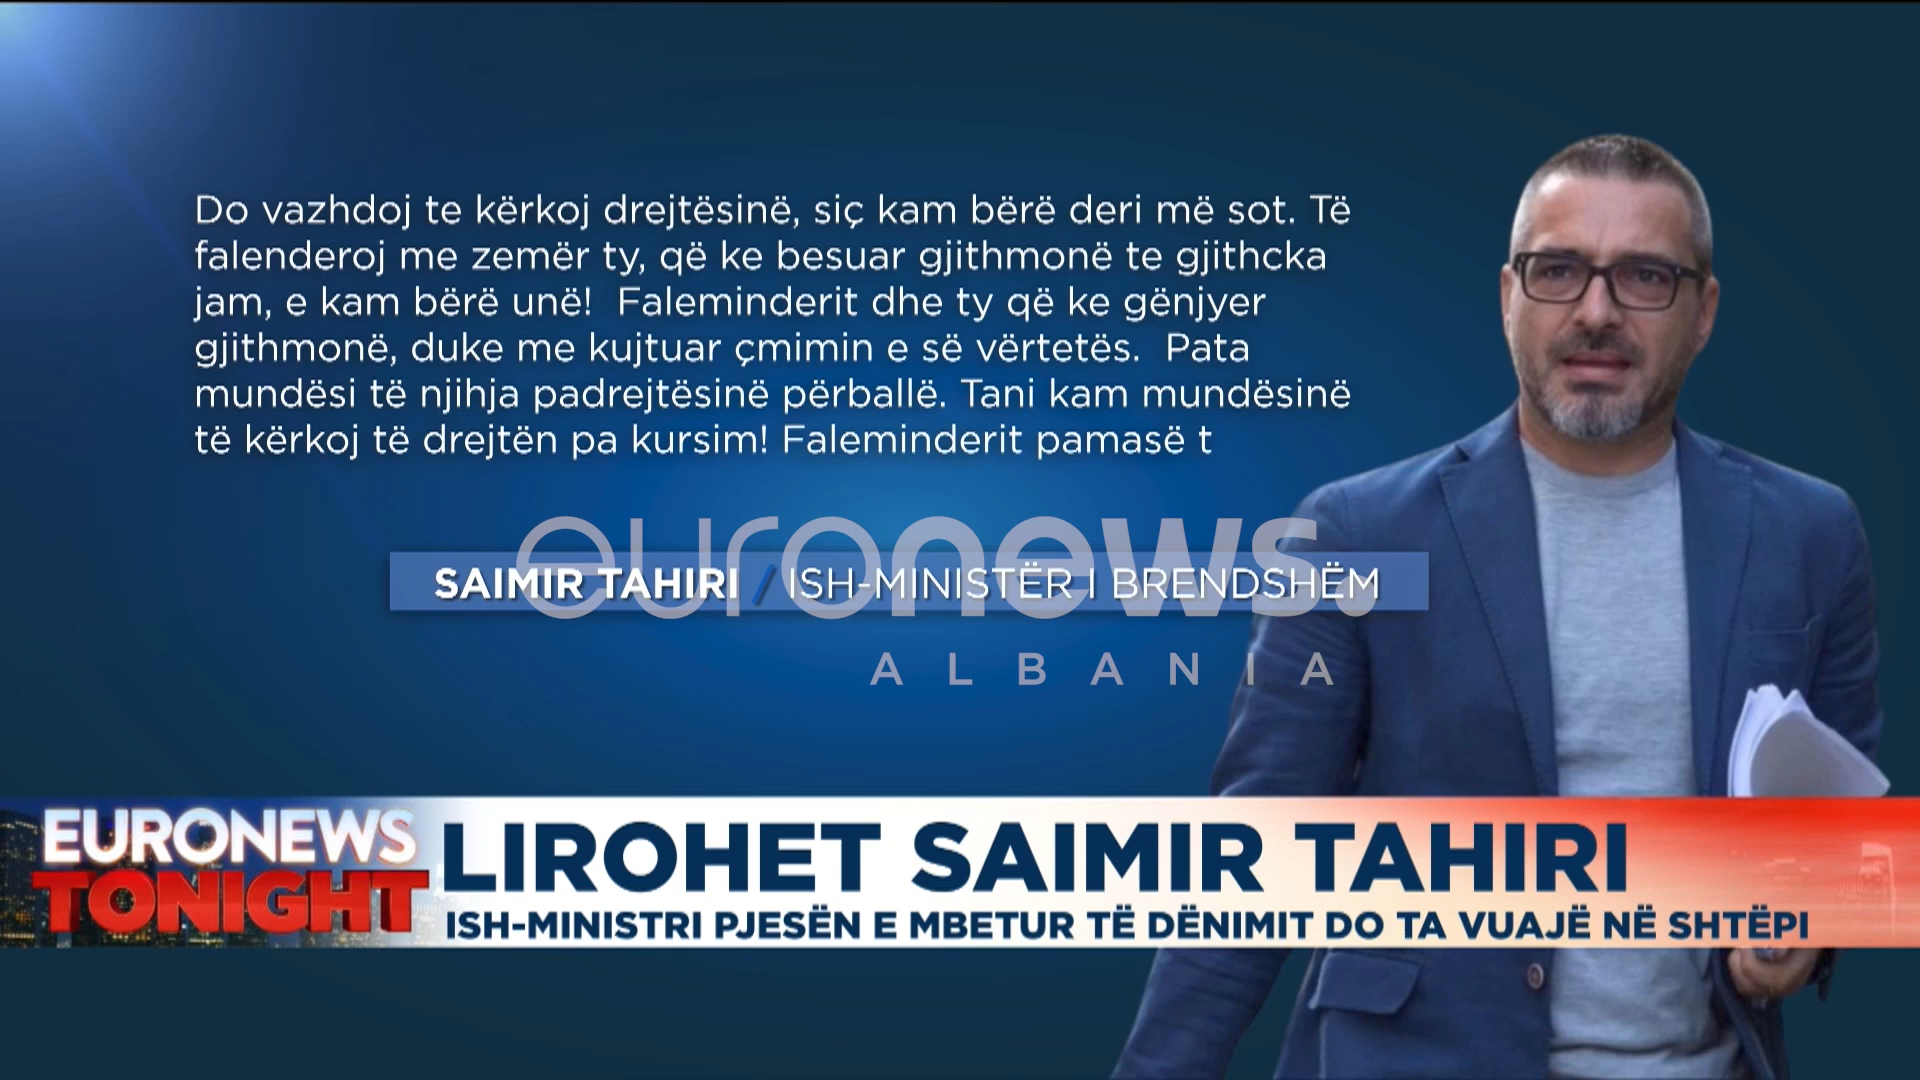 Do vazhdoj te kërkoj drejtësinë, siç kam bërë deri më sot. Të
falenderoj me zemër ty, që ke besuar gjithmonë te gjithcka
jam, e kam bërë unë!  Faleminderit dhe ty që ke gënjyer
gjithmonë, duke me kujtuar çmimin e së vërtetës.  Pata
mundësi të njihja padrejtësinë përballë. Tani kam mundësinë
të kërkoj të drejtën pa kursim! Faleminderit pamasë t
euronews.
SAIMIR TAHIRI / ISH-MINISTËR I BRENDSHËM
ALBANIA
EURONEWS
TONIGHT
LIROHET SAIMIR TAHIRI
ISH-MINISTRI PJESËN E MBETUR TË DËNIMIT DO TA VUAJË NË SHTËPI